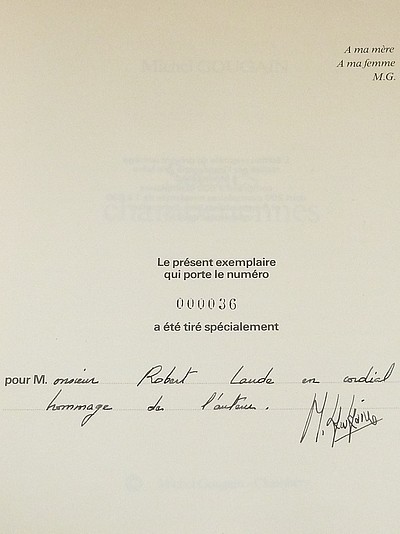 A ma mère
A ma femme
M.G.
Le présent exemplaire
qui porte le numéro
000036
a été tiré spécialement
pour M. onsieur Robert Laude en cordiel
hommage de l'auteur.